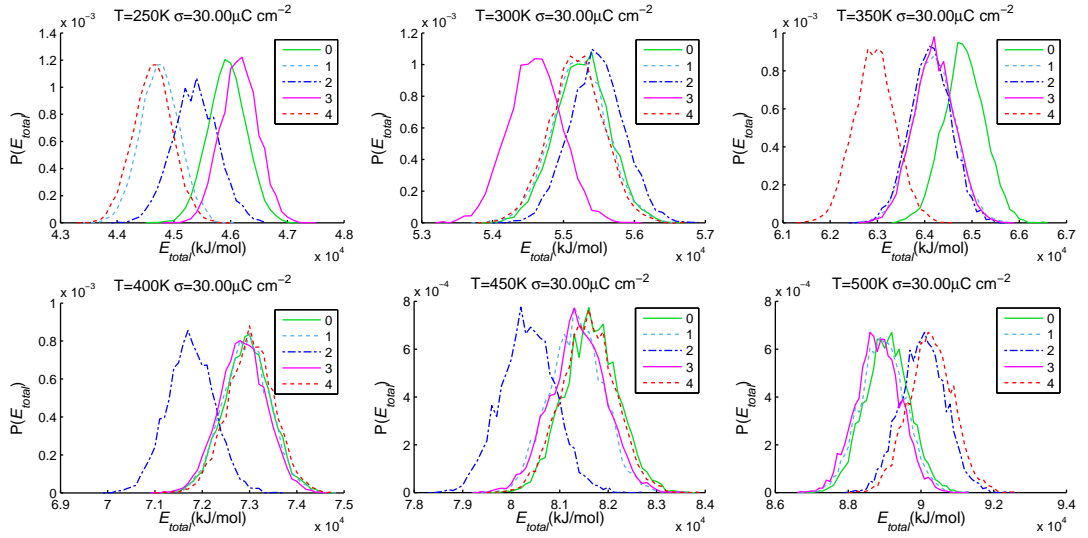 T=250K σ=30.00μC cm⁻²
x 10⁻³
P(E_total)
1.4
1.2
1
0.8
0.6
0.4
0.2
0
0
1
2
3
4
4.3 4.4 4.5 4.6 4.7 4.8
E_total(kJ/mol)
x 10⁴
T=300K σ=30.00μC cm⁻²
x 10⁻³
P(E_total)
1.2
1
0.8
0.6
0.4
0.2
0
0
1
2
3
4
5.3 5.4 5.5 5.6 5.7
E_total(kJ/mol)
x 10⁴
T=350K σ=30.00μC cm⁻²
x 10⁻³
P(E_total)
1
0.8
0.6
0.4
0.2
0
0
1
2
3
4
6.1 6.2 6.3 6.4 6.5 6.6 6.7
E_total(kJ/mol)
x 10⁴
T=400K σ=30.00μC cm⁻²
x 10⁻³
P(E_total)
1
0.8
0.6
0.4
0.2
0
0
1
2
3
4
6.9 7 7.1 7.2 7.3 7.4 7.5
E_total(kJ/mol)
x 10⁴
T=450K σ=30.00μC cm⁻²
x 10⁻⁴
P(E_total)
8
6
4
2
0
0
1
2
3
4
7.8 7.9 8 8.1 8.2 8.3 8.4
E_total(kJ/mol)
x 10⁴
T=500K σ=30.00μC cm⁻²
x 10⁻⁴
P(E_total)
8
6
4
2
0
0
1
2
3
4
8.6 8.8 9 9.2 9.4
E_total(kJ/mol)
x 10⁴